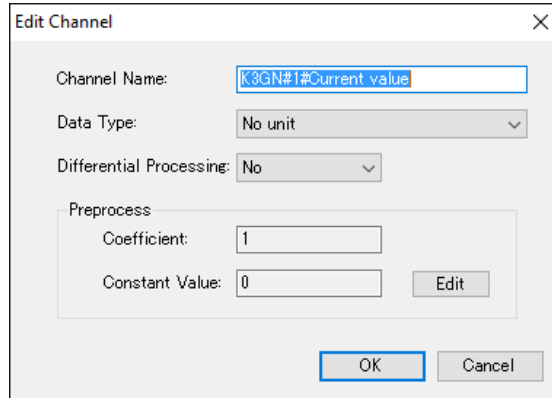 Edit Channel
Channel Name: K3GN#1#Current value
Data Type: No unit
Differential Processing: No
Preprocess
Coefficient: 1
Constant Value: 0 Edit
OK Cancel